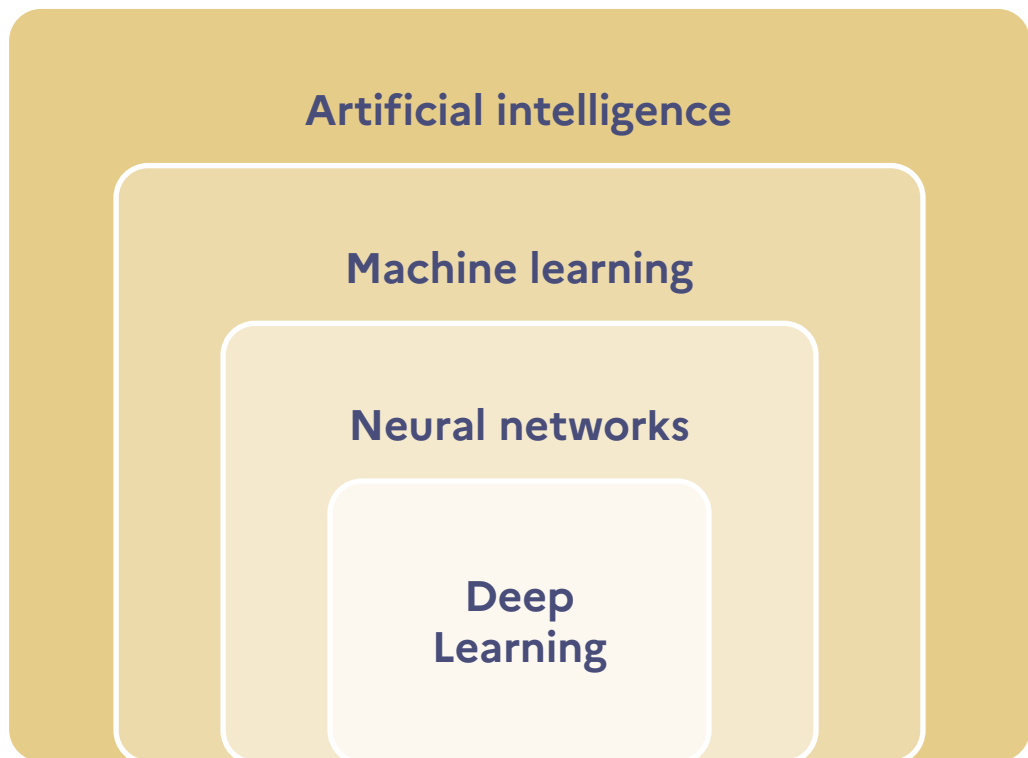 Artificial intelligence
Machine learning
Neural networks
Deep
Learning